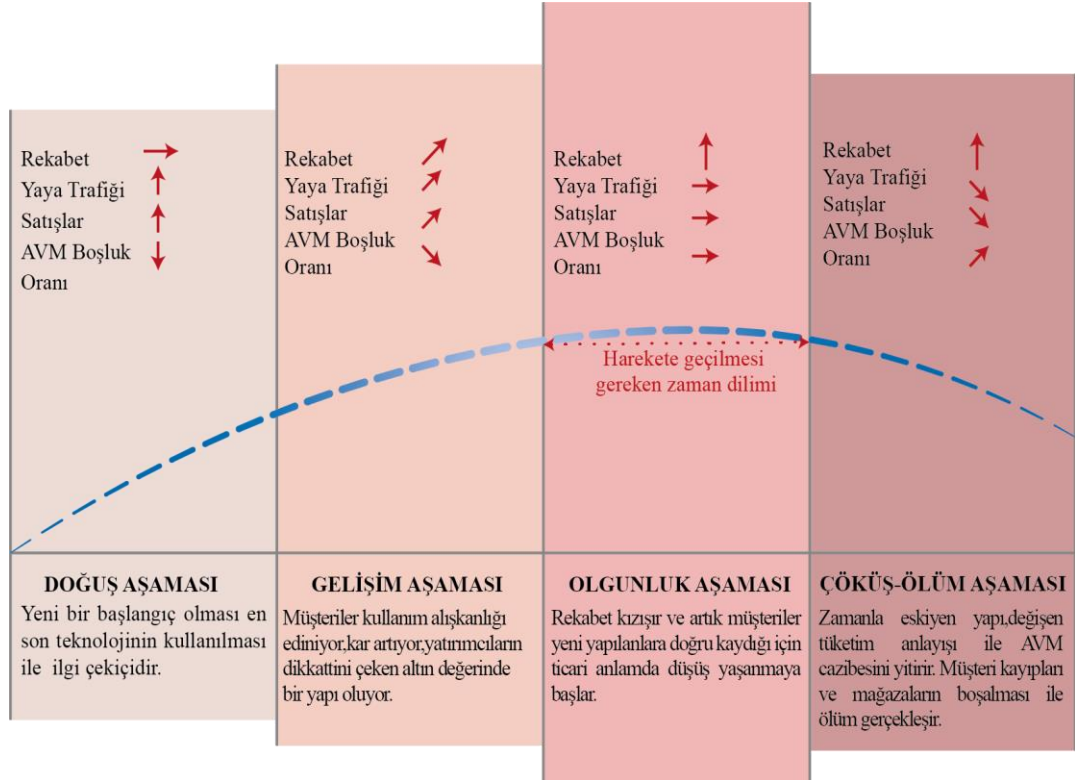 Rekabet
Yaya Trafiği
Satışlar
AVM Boşluk
Oranı
Rekabet
Yaya Trafiği
Satışlar
AVM Boşluk
Oranı
Rekabet
Yaya Trafiği
Satışlar
AVM Boşluk
Oranı
Rekabet
Yaya Trafiği
Satışlar
AVM Boşluk
Oranı
Harekete geçilmesi
gereken zaman dilimi
DOĞUŞ AŞAMASI
Yeni bir başlangıç olması en
son teknolojinin kullanılması
ile ilgi çekiçidir.
GELİŞİM AŞAMASI
Müşteriler kullanım alışkanlığı
ediniyor,kar artıyor,yatırımcıların
dikkattini çeken altın değerinde
bir yapı oluyor.
OLGUNLUK AŞAMASI
Rekabet kızışır ve artık müşteriler
yeni yapılanlara doğru kaydığı için
ticari anlamda düşüş yaşanmaya
başlar.
ÇÖKÜŞ-ÖLÜM AŞAMASI
Zamanla eskiyen yapı,değişen
tüketim anlayışı ile AVM
cazibesini yitirir. Müşteri kayıpları
ve mağazaların boşalması ile
ölüm gerçekleşir.